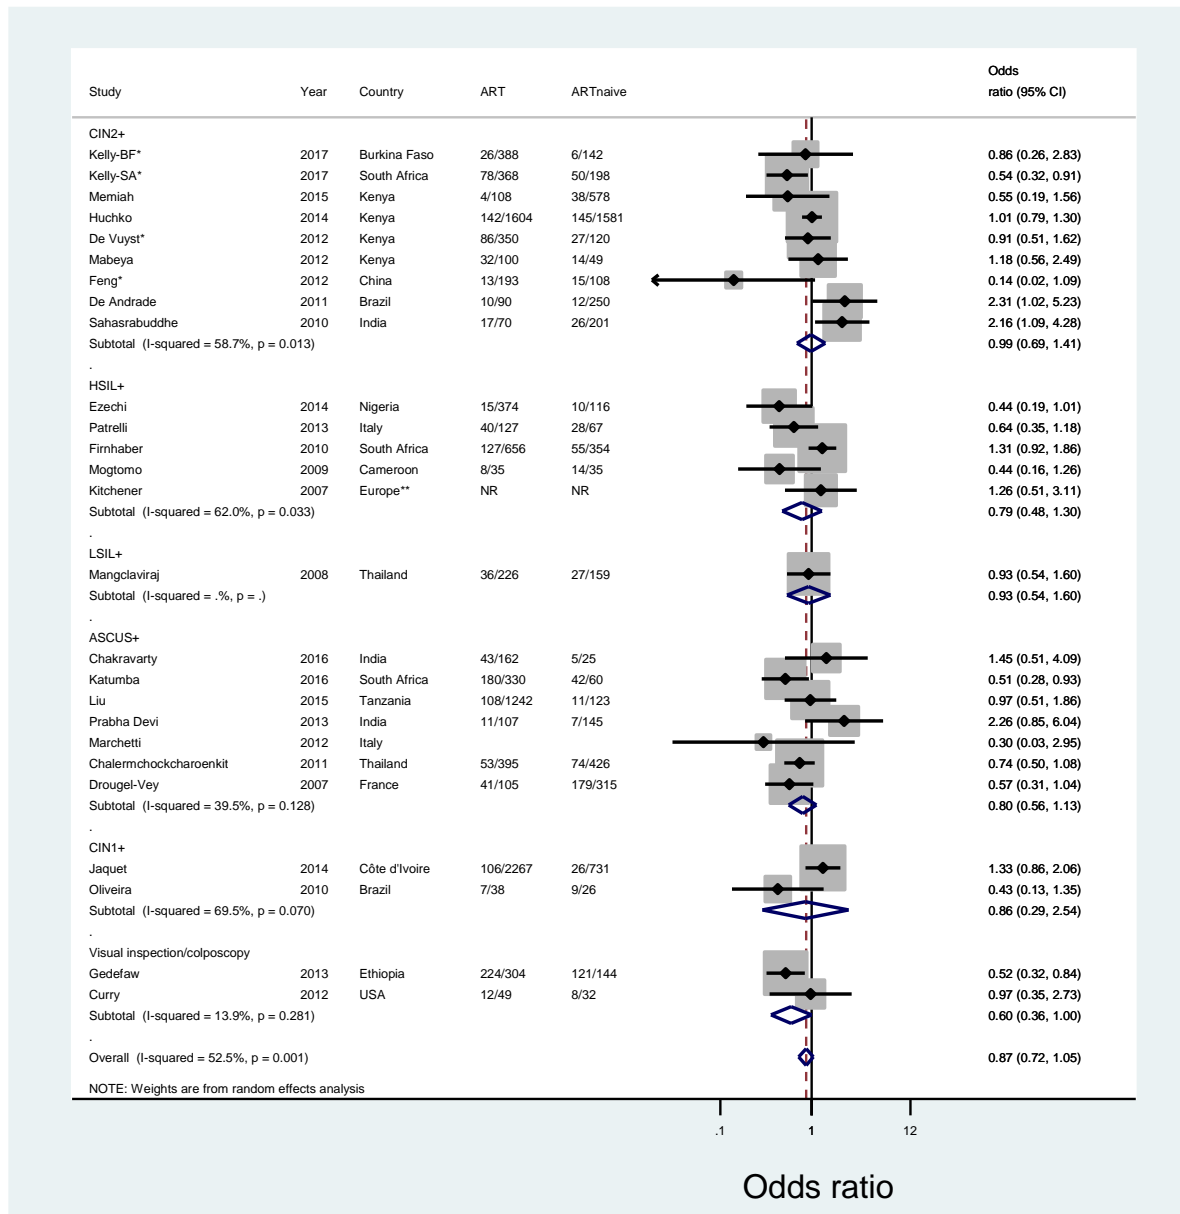 Odds
Study Year Country ART ARTnaive ratio (95% CI)
CIN2+
Kelly-BF* 2017 Burkina Faso 26/388 6/142 0.86 (0.26, 2.83)
Kelly-SA* 2017 South Africa 78/368 50/198 0.54 (0.32, 0.91)
Memiah 2015 Kenya 4/108 38/578 0.55 (0.19, 1.56)
Huchko 2014 Kenya 142/1604 145/1581 1.01 (0.79, 1.30)
De Vuyst* 2012 Kenya 86/350 27/120 0.91 (0.51, 1.62)
Mabeya 2012 Kenya 32/100 14/49 1.18 (0.56, 2.49)
Feng* 2012 China 13/193 15/108 0.14 (0.02, 1.09)
De Andrade 2011 Brazil 10/90 12/250 2.31 (1.02, 5.23)
Sahasrabuddhe 2010 India 17/70 26/201 2.16 (1.09, 4.28)
Subtotal (I-squared = 58.7%, p = 0.013) 0.99 (0.69, 1.41)
.
HSIL+
Ezechi 2014 Nigeria 15/374 10/116 0.44 (0.19, 1.01)
Patrelli 2013 Italy 40/127 28/67 0.64 (0.35, 1.18)
Firnhaber 2010 South Africa 127/656 55/354 1.31 (0.92, 1.86)
Mogtomo 2009 Cameroon 8/35 14/35 0.44 (0.16, 1.26)
Kitchener 2007 Europe** NR NR 1.26 (0.51, 3.11)
Subtotal (I-squared = 62.0%, p = 0.033) 0.79 (0.48, 1.30)
.
LSIL+
Mangclaviraj 2008 Thailand 36/226 27/159 0.93 (0.54, 1.60)
Subtotal (I-squared = .%, p = .) 0.93 (0.54, 1.60)
.
ASCUS+
Chakravarty 2016 India 43/162 5/25 1.45 (0.51, 4.09)
Katumba 2016 South Africa 180/330 42/60 0.51 (0.28, 0.93)
Liu 2015 Tanzania 108/1242 11/123 0.97 (0.51, 1.86)
Prabha Devi 2013 India 11/107 7/145 2.26 (0.85, 6.04)
Marchetti 2012 Italy 0.30 (0.03, 2.95)
Chalermchockcharoenkit 2011 Thailand 53/395 74/426 0.74 (0.50, 1.08)
Drougel-Vey 2007 France 41/105 179/315 0.57 (0.31, 1.04)
Subtotal (I-squared = 39.5%, p = 0.128) 0.80 (0.56, 1.13)
.
CIN1+
Jaquet 2014 Côte d'Ivoire 106/2267 26/731 1.33 (0.86, 2.06)
Oliveira 2010 Brazil 7/38 9/26 0.43 (0.13, 1.35)
Subtotal (I-squared = 69.5%, p = 0.070) 0.86 (0.29, 2.54)
.
Visual inspection/colposcopy
Gedefaw 2013 Ethiopia 224/304 121/144 0.52 (0.32, 0.84)
Curry 2012 USA 12/49 8/32 0.97 (0.35, 2.73)
Subtotal (I-squared = 13.9%, p = 0.281) 0.60 (0.36, 1.00)
.
Overall (I-squared = 52.5%, p = 0.001) 0.87 (0.72, 1.05)
NOTE: Weights are from random effects analysis
.1 1 12
Odds ratio